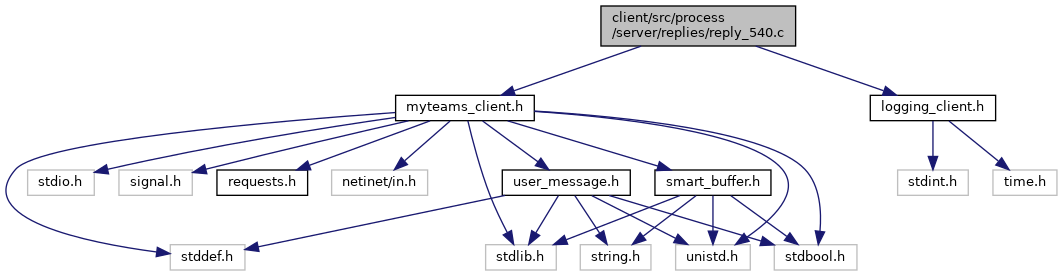 client/src/process
/server/replies/reply_540.c
myteams_client.h
logging_client.h
stdio.h
signal.h
requests.h
netinet/in.h
user_message.h
smart_buffer.h
stdint.h
time.h
stddef.h
stdlib.h
string.h
unistd.h
stdbool.h